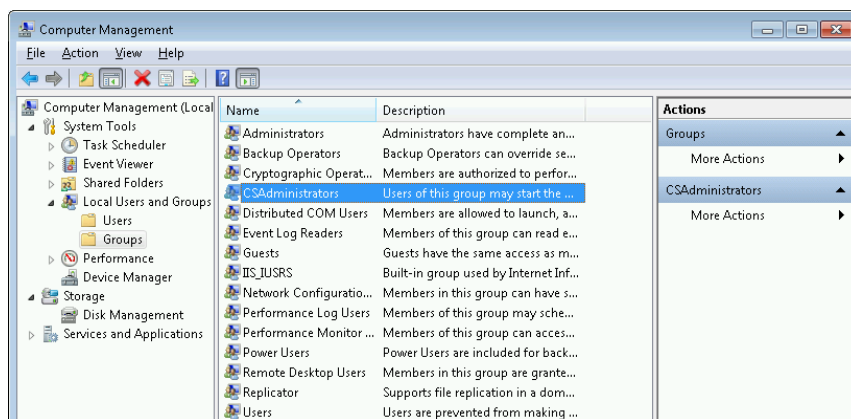 Computer Management
File Action View Help
Computer Management (Local
System Tools
Task Scheduler
Event Viewer
Shared Folders
Local Users and Groups
Users
Groups
Performance
Device Manager
Storage
Disk Management
Services and Applications
Name Description
Administrators Administrators have complete an...
Backup Operators Backup Operators can override se...
Cryptographic Operat... Members are authorized to perfor...
CSAdministrators Users of this group may start the ...
Distributed COM Users Members are allowed to launch, a...
Event Log Readers Members of this group can read e...
Guests Guests have the same access as m...
IIS_IUSRS Built-in group used by Internet Inf...
Network Configuratio... Members in this group can have s...
Performance Log Users Members of this group may sche...
Performance Monitor ... Members of this group can acces...
Power Users Power Users are included for back...
Remote Desktop Users Members in this group are grante...
Replicator Supports file replication in a dom...
Users Users are prevented from making ...
Actions
Groups
More Actions
CSAdministrators
More Actions